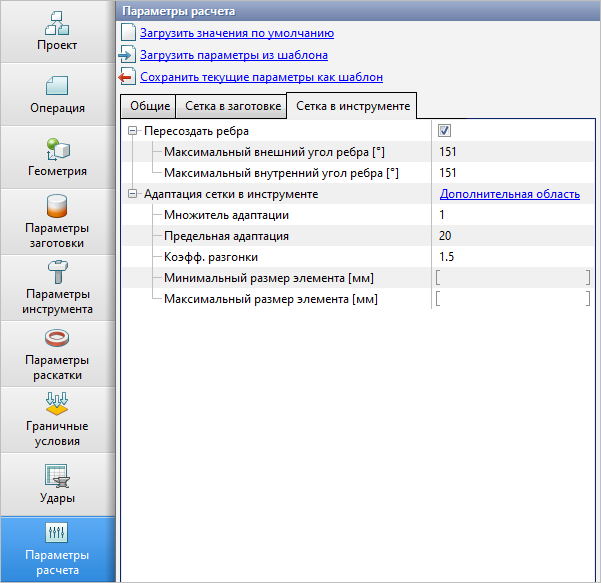 Проект
Операция
Геометрия
Параметры
заготовки
Параметры
инструмента
Параметры
раскатки
Граничные
условия
Удары
Параметры
расчета
Параметры расчета
Загрузить значения по умолчанию
Загрузить параметры из шаблона
Сохранить текущие параметры как шаблон
Общие Сетка в заготовке Сетка в инструменте
Пересоздать ребра
Максимальный внешний угол ребра [°] 151
Максимальный внутренний угол ребра [°] 151
Адаптация сетки в инструменте Дополнительная область
Множитель адаптации 1
Предельная адаптация 20
Коэфф. разгонки 1.5
Минимальный размер элемента [мм] [ ]
Максимальный размер элемента [мм] [ ]